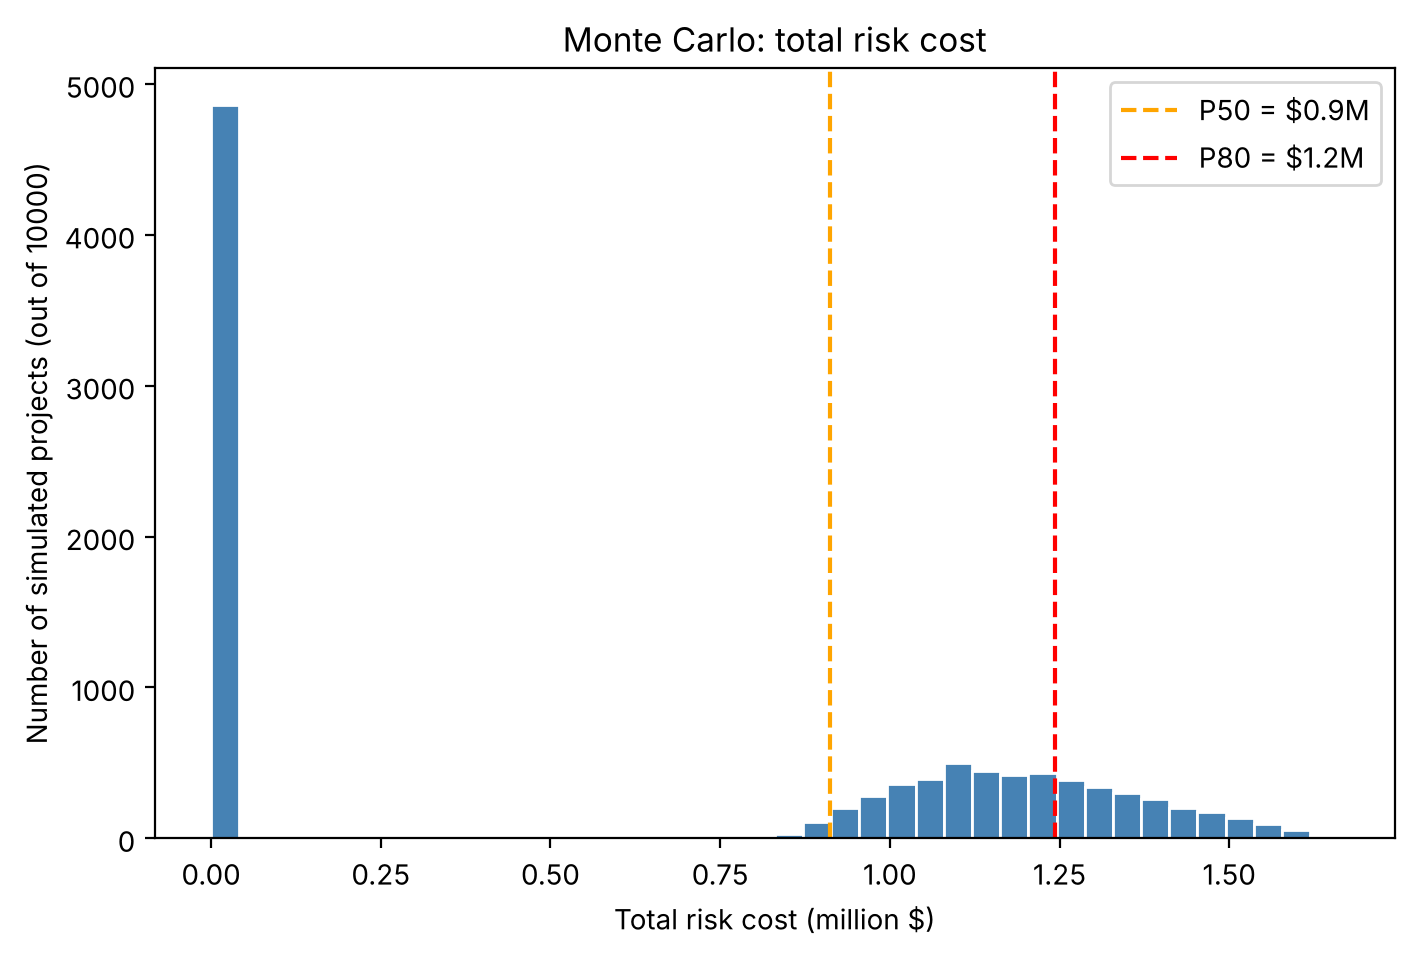 Monte Carlo: total risk cost
P50 = $0.9M
P80 = $1.2M
Number of simulated projects (out of 10000)
5000
4000
3000
2000
1000
0
0.00 0.25 0.50 0.75 1.00 1.25 1.50
Total risk cost (million $)